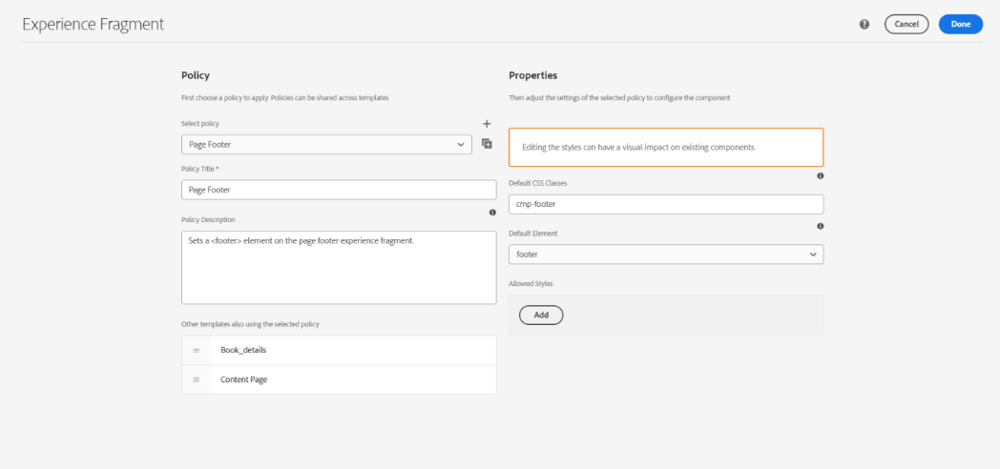 Experience Fragment
Cancel
Done
Policy
First choose a policy to apply. Policies can be shared across templates
Select policy
Page Footer
Policy Title *
Page Footer
Policy Description
Sets a <footer> element on the page footer experience fragment.
Other templates also using the selected policy
Book_details
Content Page
Properties
Then adjust the settings of the selected policy to configure the component
Editing the styles can have a visual impact on existing components.
Default CSS Classes
cmp-footer
Default Element
footer
Allowed Styles
Add